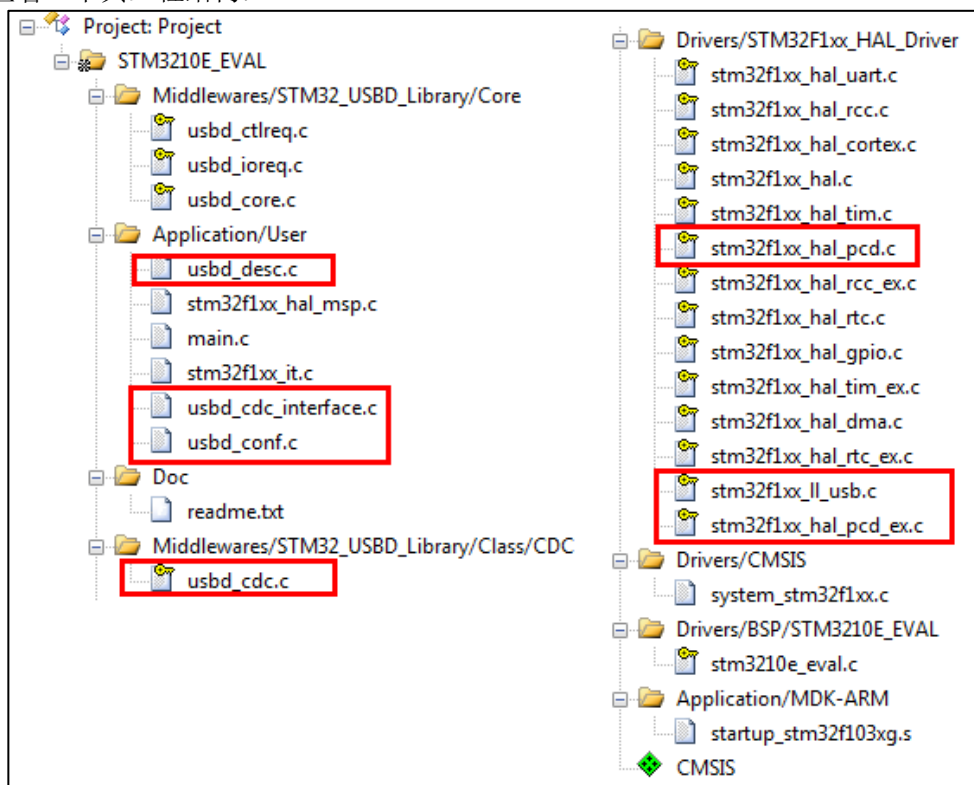 Project: Project
STM3210E_EVAL
Middlewares/STM32_USBD_Library/Core
usbd_ctlreq.c
usbd_ioreq.c
usbd_core.c
Application/User
usbd_desc.c
stm32f1xx_hal_msp.c
main.c
stm32f1xx_it.c
usbd_cdc_interface.c
usbd_conf.c
Doc
readme.txt
Middlewares/STM32_USBD_Library/Class/CDC
usbd_cdc.c
Drivers/STM32F1xx_HAL_Driver
stm32f1xx_hal_uart.c
stm32f1xx_hal_rcc.c
stm32f1xx_hal_cortex.c
stm32f1xx_hal.c
stm32f1xx_hal_tim.c
stm32f1xx_hal_pcd.c
stm32f1xx_hal_rcc_ex.c
stm32f1xx_hal_rtc.c
stm32f1xx_hal_gpio.c
stm32f1xx_hal_tim_ex.c
stm32f1xx_hal_dma.c
stm32f1xx_hal_rtc_ex.c
stm32f1xx_ll_usb.c
stm32f1xx_hal_pcd_ex.c
Drivers/CMSIS
system_stm32f1xx.c
Drivers/BSP/STM3210E_EVAL
stm3210e_eval.c
Application/MDK-ARM
startup_stm32f103xg.s
CMSIS